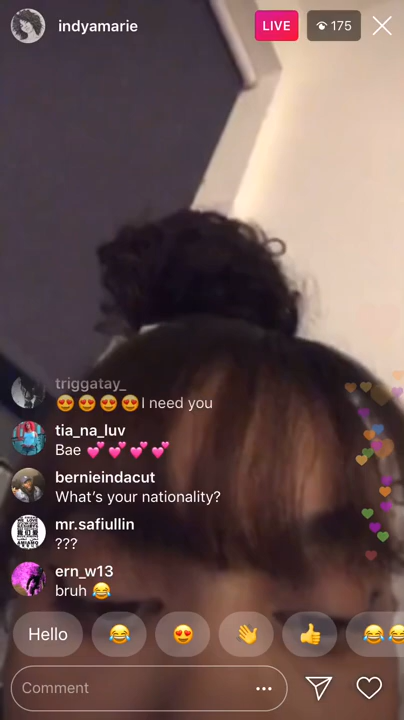 indyamarie
LIVE
175
triggatay_
😍😍😍😍I need you
tia_na_luv
Bae 💕💕💕💕
bernieindacut
What's your nationality?
mr.safiullin
???
ern_w13
bruh 😂
Hello
Comment